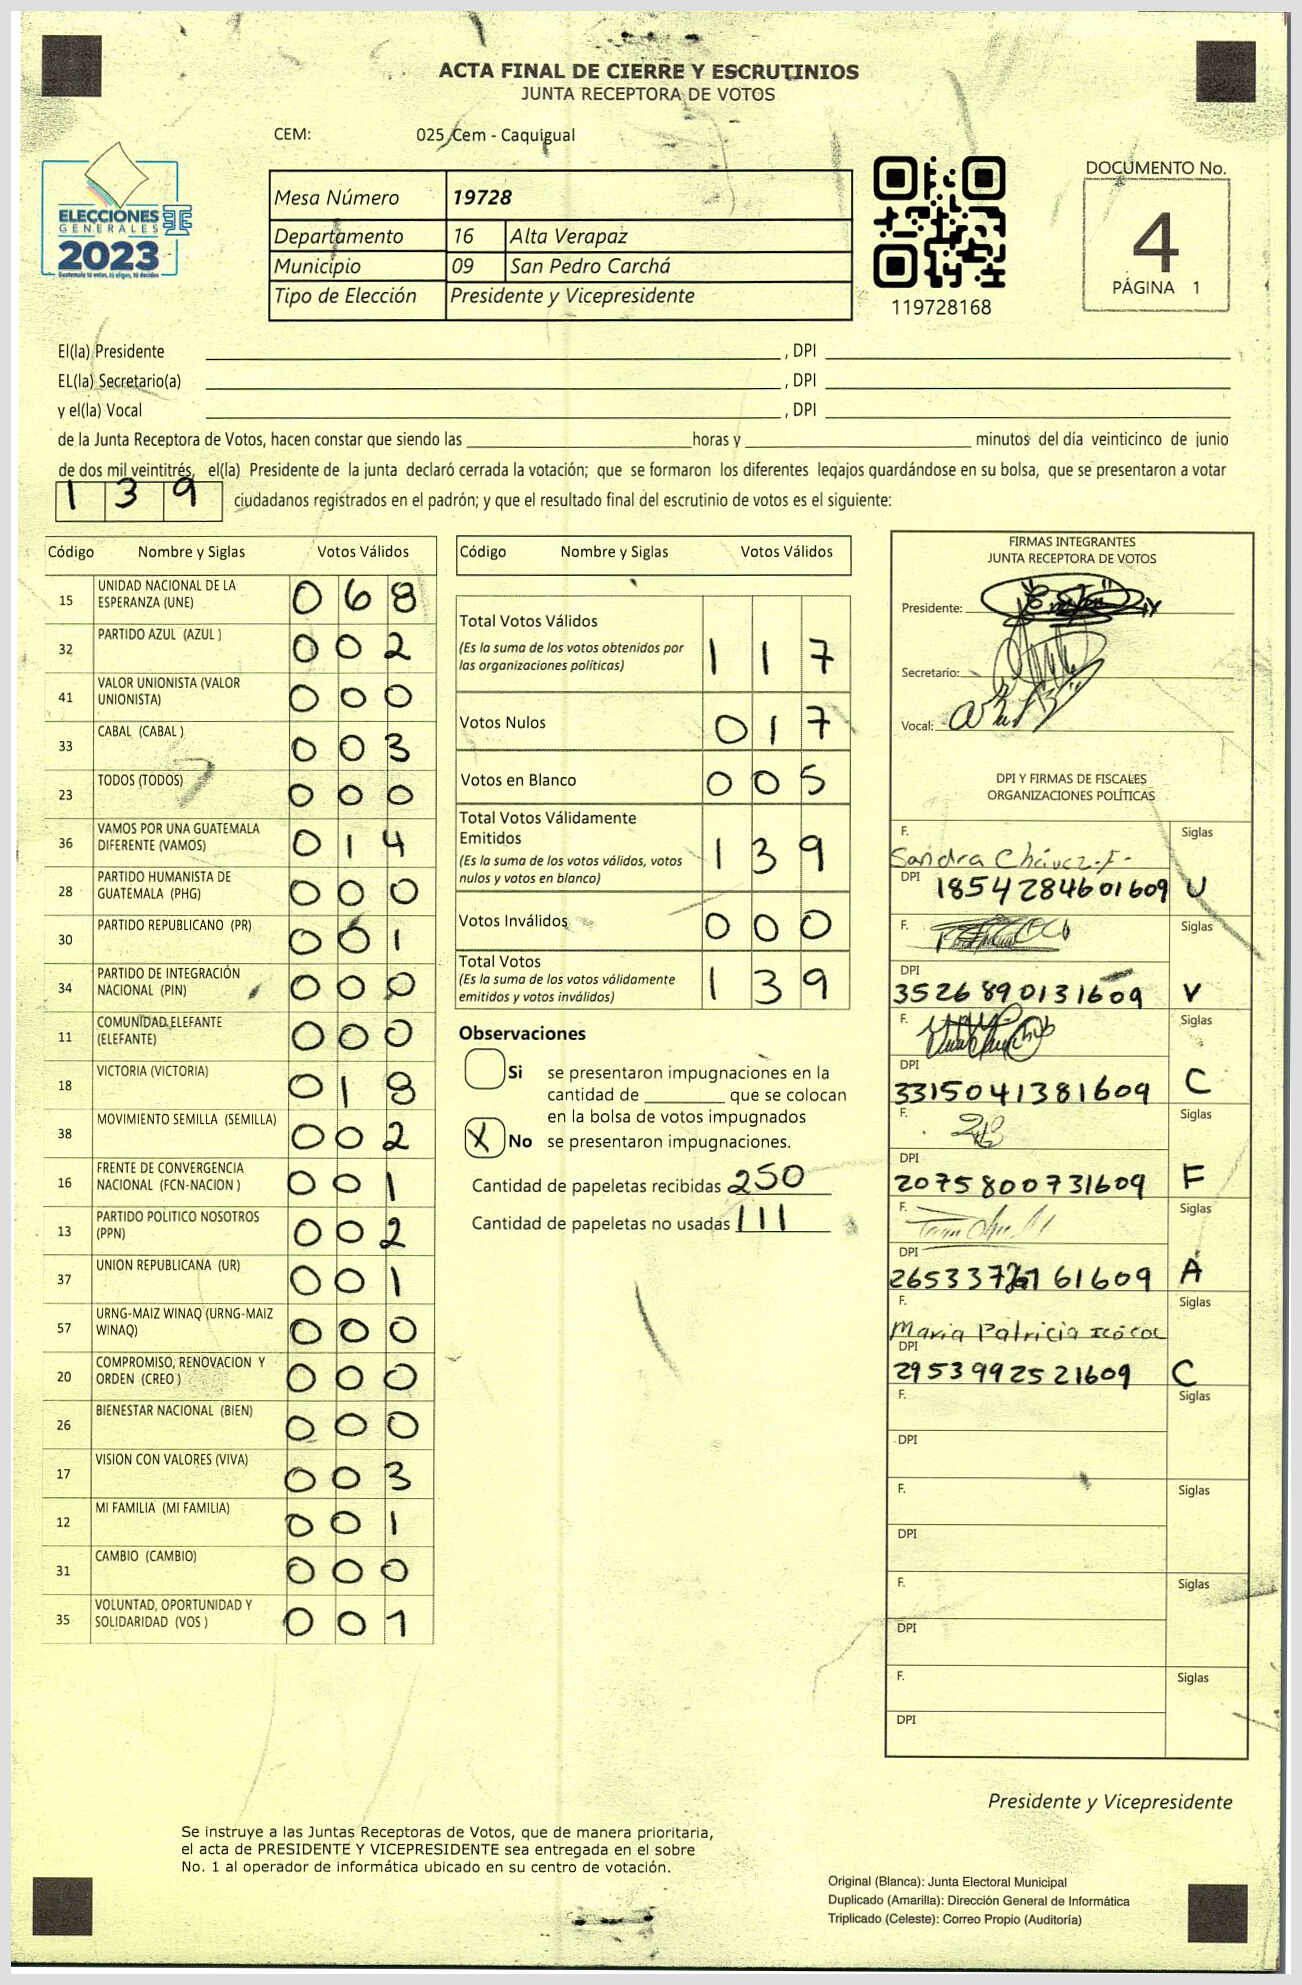 ACTA FINAL DE CIERRE Y ESCRUTINIOS
JUNTA RECEPTORA DE VOTOS
CEM: 025 Cem - Caquigual
DOCUMENTO No.
4
PÁGINA 1
ELECCIONES
GENERALES
2023
Guatemala tú votas, tú eliges, tú decides
Mesa Número 19728
Departamento 16 Alta Verapaz
Municipio 09 San Pedro Carchá
Tipo de Elección Presidente y Vicepresidente
119728168
El(la) Presidente , DPI
EL(la) Secretario(a) , DPI
y el(la) Vocal , DPI
de la Junta Receptora de Votos, hacen constar que siendo las horas y minutos del día veinticinco de junio
de dos mil veintitrés, el(la) Presidente de la junta declaró cerrada la votación; que se formaron los diferentes legajos guardándose en su bolsa, que se presentaron a votar
1 3 9 ciudadanos registrados en el padrón; y que el resultado final del escrutinio de votos es el siguiente:
Código Nombre y Siglas Votos Válidos
15 UNIDAD NACIONAL DE LA ESPERANZA (UNE) 0 6 8
32 PARTIDO AZUL (AZUL ) 0 0 2
41 VALOR UNIONISTA (VALOR UNIONISTA) 0 0 0
33 CABAL (CABAL ) 0 0 3
23 TODOS (TODOS) 0 0 0
36 VAMOS POR UNA GUATEMALA DIFERENTE (VAMOS) 0 1 4
28 PARTIDO HUMANISTA DE GUATEMALA (PHG) 0 0 0
30 PARTIDO REPUBLICANO (PR) 0 0 1
34 PARTIDO DE INTEGRACIÓN NACIONAL (PIN) 0 0 0
11 COMUNIDAD ELEFANTE (ELEFANTE) 0 0 0
18 VICTORIA (VICTORIA) 0 1 9
38 MOVIMIENTO SEMILLA (SEMILLA) 0 0 2
16 FRENTE DE CONVERGENCIA NACIONAL (FCN-NACION ) 0 0 1
13 PARTIDO POLITICO NOSOTROS (PPN) 0 0 2
37 UNION REPUBLICANA (UR) 0 0 1
57 URNG-MAIZ WINAQ (URNG-MAIZ WINAQ) 0 0 0
20 COMPROMISO, RENOVACION Y ORDEN (CREO ) 0 0 0
26 BIENESTAR NACIONAL (BIEN) 0 0 0
17 VISION CON VALORES (VIVA) 0 0 3
12 MI FAMILIA (MI FAMILIA) 0 0 1
31 CAMBIO (CAMBIO) 0 0 0
35 VOLUNTAD, OPORTUNIDAD Y SOLIDARIDAD (VOS ) 0 0 1
Código Nombre y Siglas Votos Válidos
Total Votos Válidos
(Es la suma de los votos obtenidos por
las organizaciones políticas) 1 1 7
Votos Nulos 0 1 7
Votos en Blanco 0 0 5
Total Votos Válidamente
Emitidos
(Es la suma de los votos válidos, votos
nulos y votos en blanco) 1 3 9
Votos Inválidos 0 0 0
Total Votos
(Es la suma de los votos válidamente
emitidos y votos inválidos) 1 3 9
Observaciones
Si se presentaron impugnaciones en la
cantidad de que se colocan
en la bolsa de votos impugnados
X No se presentaron impugnaciones.
Cantidad de papeletas recibidas 250
Cantidad de papeletas no usadas 111
FIRMAS INTEGRANTES
JUNTA RECEPTORA DE VOTOS
Presidente:
Secretario:
Vocal:
DPI Y FIRMAS DE FISCALES
ORGANIZACIONES POLÍTICAS
F. Sandra Chávez Siglas
DPI 1854284601609 U
F. Siglas
DPI 3526890131609 V
F. Siglas
DPI 3315041381609 C
F. Siglas
DPI 2075800731609 F
F. Siglas
DPI A
F. Maria Patricia Siglas
DPI 2953992521609 C
F. Siglas
DPI
F. Siglas
DPI
F. Siglas
DPI
F. Siglas
DPI
Presidente y Vicepresidente
Se instruye a las Juntas Receptoras de Votos, que de manera prioritaria,
el acta de PRESIDENTE Y VICEPRESIDENTE sea entregada en el sobre
No. 1 al operador de informática ubicado en su centro de votación.
Original (Blanca): Junta Electoral Municipal
Duplicado (Amarilla): Dirección General de Informática
Triplicado (Celeste): Correo Propio (Auditoría)